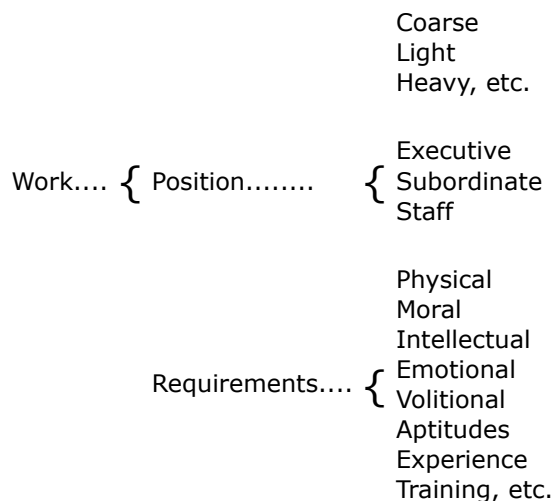 Coarse
Light
Heavy, etc.
Executive
Work.... { Position........ { Subordinate
Staff
Physical
Moral
Intellectual
Emotional
Requirements.... { Volitional
Aptitudes
Experience
Training, etc.